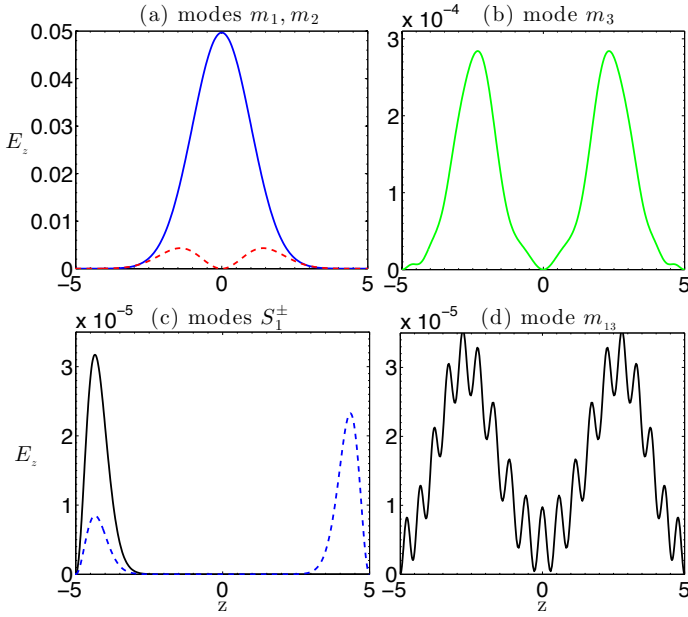 (a) modes m₁, m₂
(b) mode m₃
x 10⁻⁴
0.05
0.04
0.03
0.02
0.01
0
E_z
3
2
1
0
−5 0 5
−5 0 5
x 10⁻⁵
(c) modes S₁^±
x 10⁻⁵
(d) mode m₁₃
3
2
1
0
E_z
3
2
1
0
−5 0 5
−5 0 5
z
z